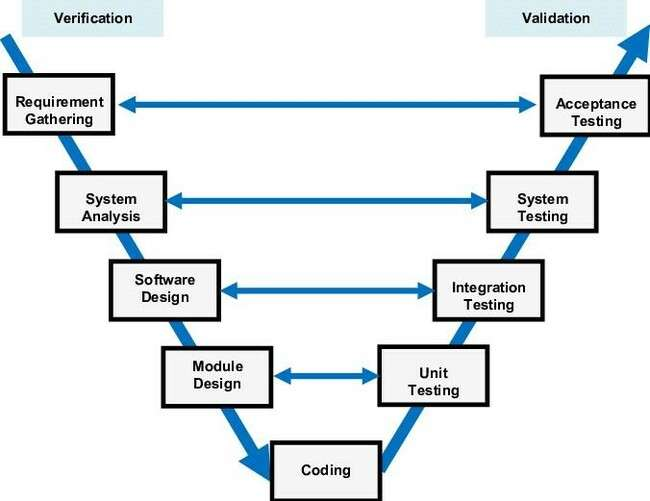 Verification
Validation
Requirement
Gathering
Acceptance
Testing
System
Analysis
System
Testing
Software
Design
Integration
Testing
Module
Design
Unit
Testing
Coding